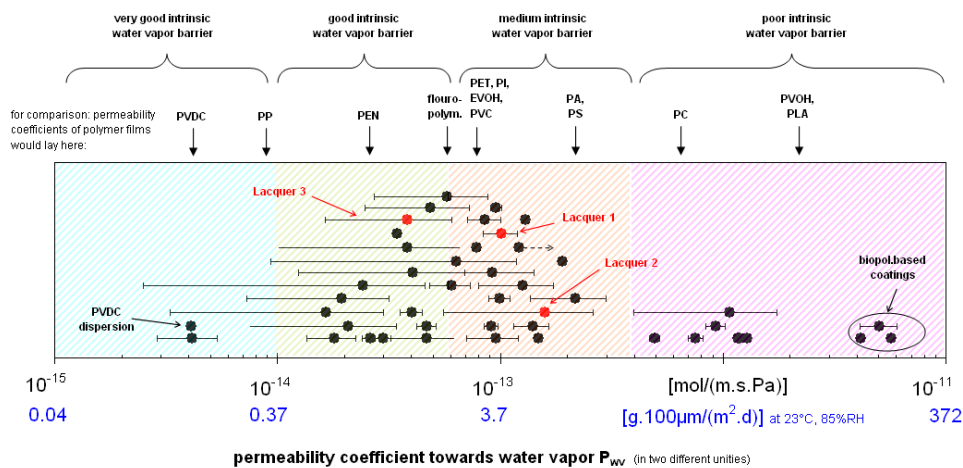 very good intrinsic
water vapor barrier
good intrinsic
water vapor barrier
medium intrinsic
water vapor barrier
poor intrinsic
water vapor barrier
for comparison: permeability
coefficients of polymer films
would lay here:
PVDC
PP
PEN
flouro-
polym.
PET, PI,
EVOH,
PVC
PA,
PS
PC
PVOH,
PLA
Lacquer 3
Lacquer 1
Lacquer 2
biopol.based
coatings
PVDC
dispersion
10⁻¹⁵
10⁻¹⁴
10⁻¹³
[mol/(m.s.Pa)]
10⁻¹¹
0.04
0.37
3.7
[g.100µm/(m².d)] at 23°C, 85%RH
372
permeability coefficient towards water vapor P_wv (in two different unities)